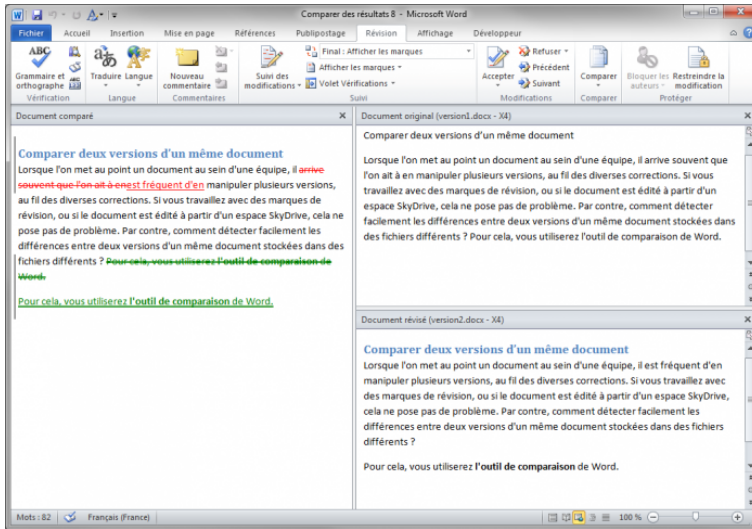 Comparer des résultats 8 - Microsoft Word
Fichier Accueil Insertion Mise en page Références Publipostage Révision Affichage Développeur
ABC Grammaire et orthographe
Traduire Langue
Nouveau commentaire
Suivi des modifications
Final : Afficher les marques
Afficher les marques
Volet Vérifications
Accepter
Refuser
Précédent
Suivant
Comparer
Bloquer les auteurs
Restreindre la modification
Vérification Langue Commentaires Suivi Modifications Comparer Protéger
Document comparé
Comparer deux versions d'un même document
Lorsque l'on met au point un document au sein d'une équipe, il arrive
souvent que l'on ait à enest fréquent d'en manipuler plusieurs versions,
au fil des diverses corrections. Si vous travaillez avec des marques de
révision, ou si le document est édité à partir d'un espace SkyDrive, cela ne
pose pas de problème. Par contre, comment détecter facilement les
différences entre deux versions d'un même document stockées dans des
fichiers différents ? Pour cela, vous utiliserez l'outil de comparaison de
Word.
Pour cela, vous utiliserez l'outil de comparaison de Word.
Document original (version1.docx - X4)
Comparer deux versions d'un même document
Lorsque l'on met au point un document au sein d'une équipe, il arrive souvent que
l'on ait à en manipuler plusieurs versions, au fil des diverses corrections. Si vous
travaillez avec des marques de révision, ou si le document est édité à partir d'un
espace SkyDrive, cela ne pose pas de problème. Par contre, comment détecter
facilement les différences entre deux versions d'un même document stockées dans
des fichiers différents ? Pour cela, vous utiliserez l'outil de comparaison de Word.
Document révisé (version2.docx - X4)
Comparer deux versions d'un même document
Lorsque l'on met au point un document au sein d'une équipe, il est fréquent d'en
manipuler plusieurs versions, au fil des diverses corrections. Si vous travaillez avec
des marques de révision, ou si le document est édité à partir d'un espace SkyDrive,
cela ne pose pas de problème. Par contre, comment détecter facilement les
différences entre deux versions d'un même document stockées dans des fichiers
différents ?
Pour cela, vous utiliserez l'outil de comparaison de Word.
Mots : 82 Français (France) 100 %